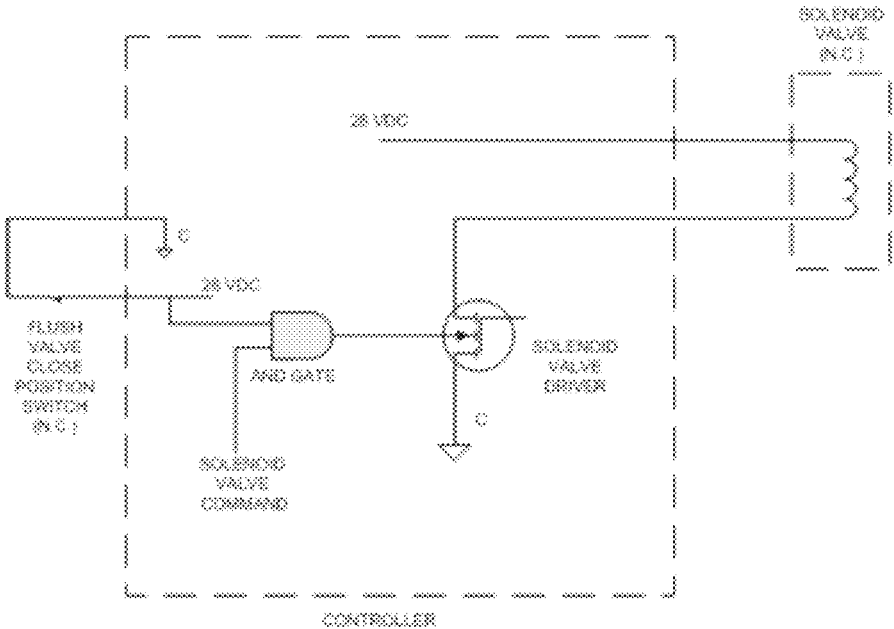 SOLENOID
VALVE
(N.C.)
28 VDC
C
28 VDC
FLUSH
VALVE
CLOSE
POSITION
SWITCH
(N.C.)
AND GATE
SOLENOID
VALVE
DRIVER
C
SOLENOID
VALVE
COMMAND
CONTROLLER